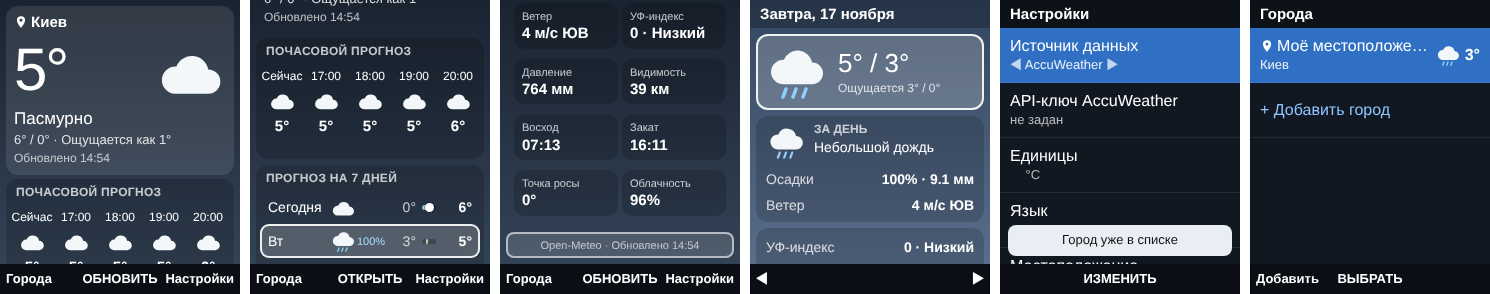 Киев
5°
Пасмурно
6° / 0° · Ощущается как 1°
Обновлено 14:54
ПОЧАСОВОЙ ПРОГНОЗ
Сейчас 17:00 18:00 19:00 20:00
Города ОБНОВИТЬ Настройки
Обновлено 14:54
ПОЧАСОВОЙ ПРОГНОЗ
Сейчас 17:00 18:00 19:00 20:00
5° 5° 5° 5° 6°
ПРОГНОЗ НА 7 ДНЕЙ
Сегодня 0° 6°
Вт 100% 3° 5°
Города ОТКРЫТЬ Настройки
Ветер УФ-индекс
4 м/с ЮВ 0 · Низкий
Давление Видимость
764 мм 39 км
Восход Закат
07:13 16:11
Точка росы Облачность
0° 96%
Open-Meteo · Обновлено 14:54
Города ОБНОВИТЬ Настройки
Завтра, 17 ноября
5° / 3°
Ощущается 3° / 0°
ЗА ДЕНЬ
Небольшой дождь
Осадки 100% · 9.1 мм
Ветер 4 м/с ЮВ
УФ-индекс 0 · Низкий
Настройки
Источник данных
AccuWeather
API-ключ AccuWeather
не задан
Единицы
°C
Язык
Город уже в списке
ИЗМЕНИТЬ
Города
Моё местоположе…
Киев
3°
+ Добавить город
Добавить ВЫБРАТЬ